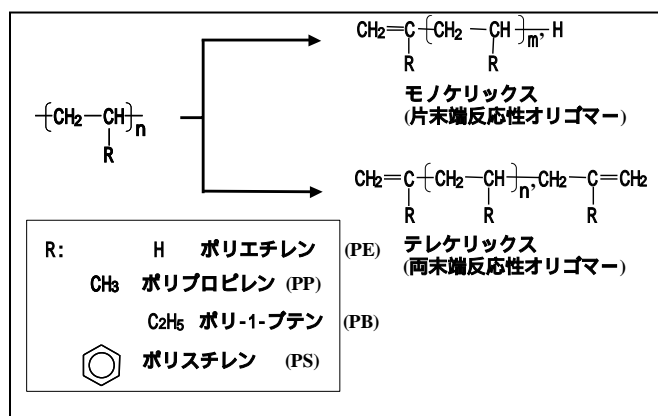 CH₂=C-(CH₂-CH)-m,H
R R
モノケリックス
(片末端反応性オリゴマー)
-(CH₂-CH)-n
R
CH₂=C-(CH₂-CH)-n,CH₂-C=CH₂
R R R
テレケリックス
(両末端反応性オリゴマー)
R: H ポリエチレン (PE)
CH₃ ポリプロピレン (PP)
C₂H₅ ポリ-1-ブテン (PB)
ポリスチレン (PS)